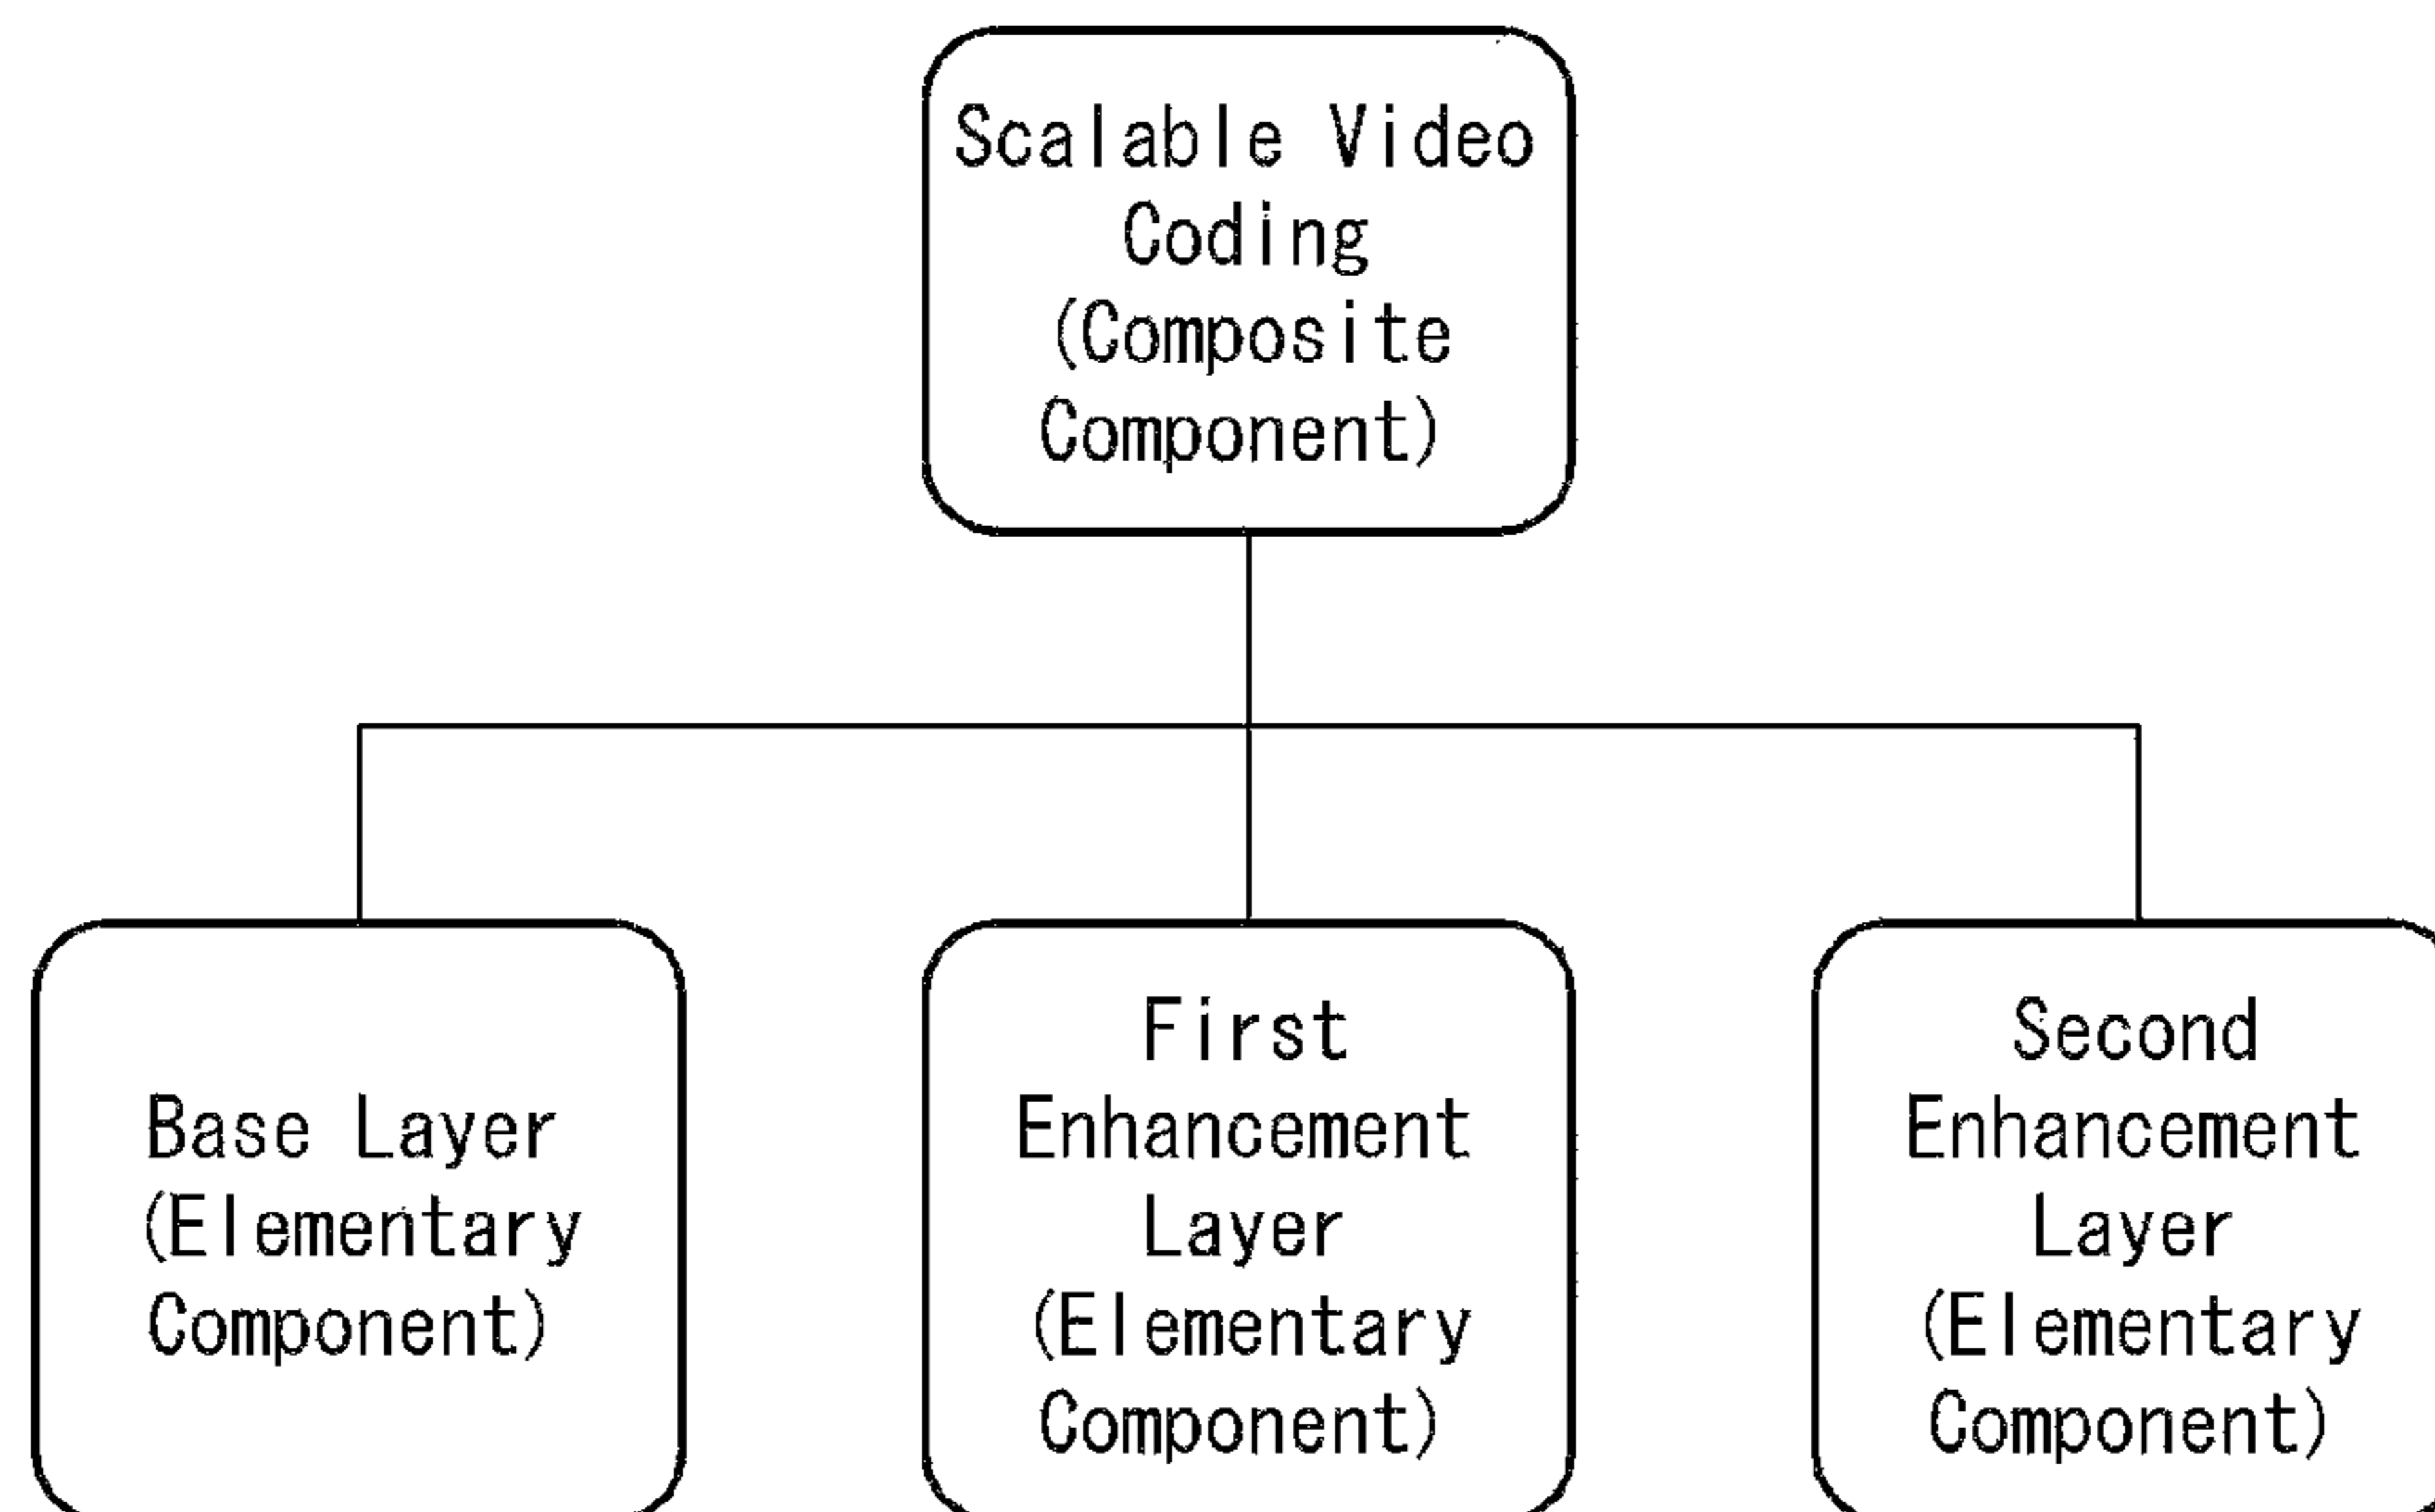 Scalable Video
Coding
(Composite
Component)
Base Layer
(Elementary
Component)
First
Enhancement
Layer
(Elementary
Component)
Second
Enhancement
Layer
(Elementary
Component)